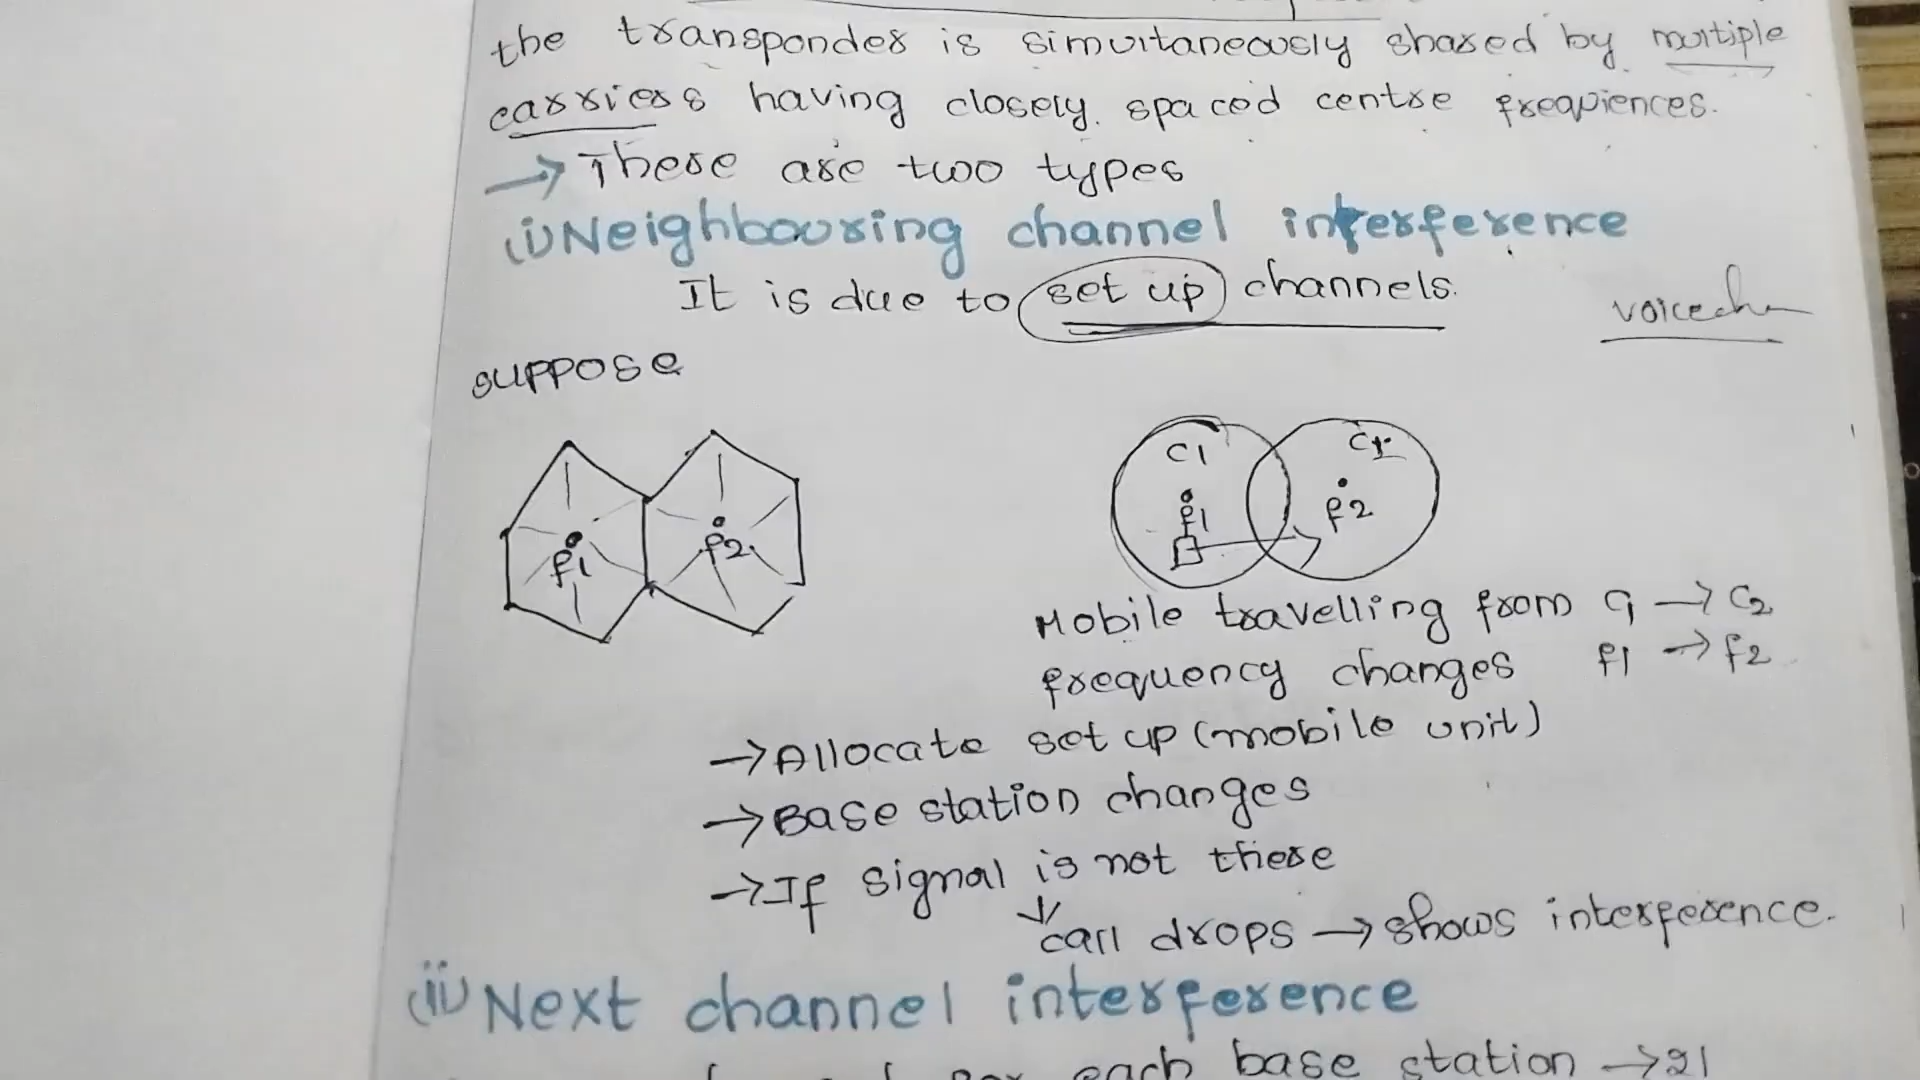 the transponder is simultaneously shared by multiple
carriers having closely spaced centre freqiences.
→ There are two types
(i) Neighbouring channel interference
It is due to set up channels.
voice ch
suppose
f1
f2
C1
f1
C2
f2
Mobile travelling from C1 → C2
frequency changes f1 → f2
→ Allocate set up (mobile unit)
→ Base station changes
→ If signal is not there
↓
call drops → shows interference.
(ii) Next channel interference
each base station → 21